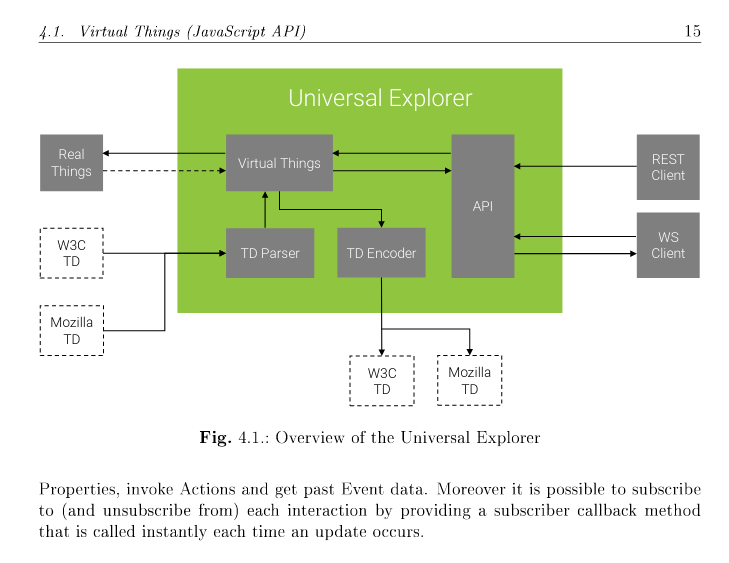 4.1. Virtual Things (JavaScript API) 15
Universal Explorer
Real
Things
Virtual Things
API
REST
Client
WS
Client
W3C
TD
TD Parser
TD Encoder
Mozilla
TD
W3C
TD
Mozilla
TD
Fig. 4.1.: Overview of the Universal Explorer
Properties, invoke Actions and get past Event data. Moreover it is possible to subscribe
to (and unsubscribe from) each interaction by providing a subscriber callback method
that is called instantly each time an update occurs.